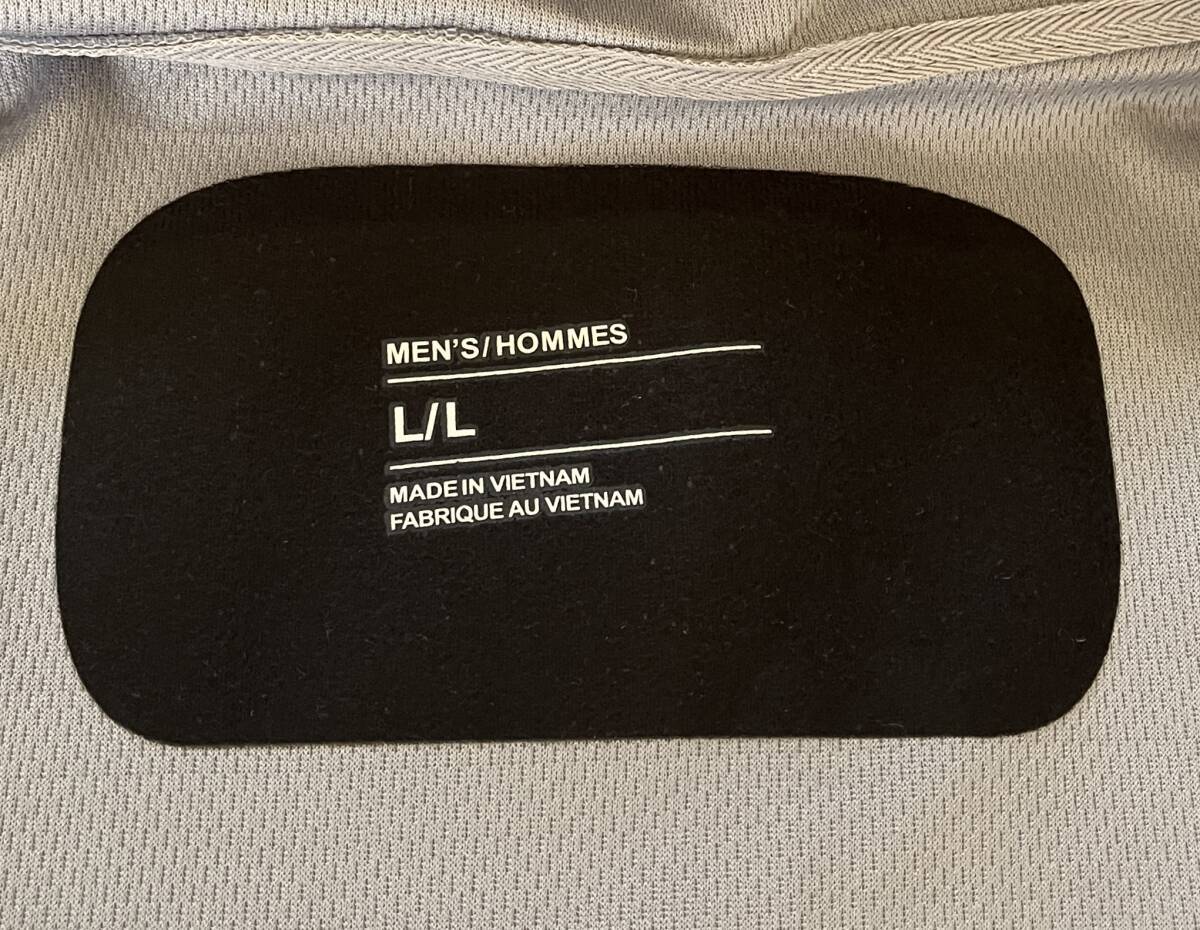 MEN'S/HOMMES
L/L
MADE IN VIETNAM
FABRIQUE AU VIETNAM